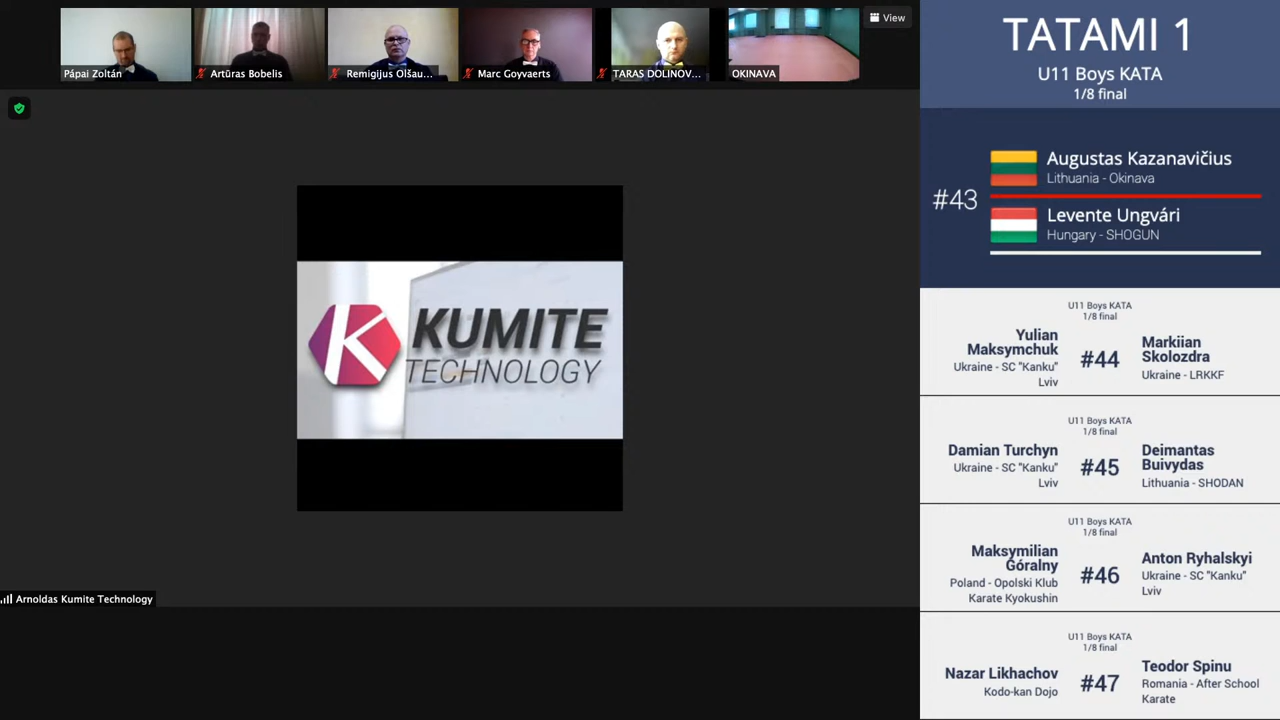 View
Pápai Zoltán
Artūras Bobelis
Remigijus Olšau...
Marc Goyvaerts
TARAS DOLINOV...
OKINAVA
K KUMITE
TECHNOLOGY
Arnoldas Kumite Technology
TATAMI 1
U11 Boys KATA
1/8 final
#43
Augustas Kazanavičius
Lithuania - Okinava
Levente Ungvári
Hungary - SHOGUN
U11 Boys KATA
1/8 final
Yulian
Maksymchuk
Ukraine - SC "Kanku"
Lviv
#44
Markiian
Skolozdra
Ukraine - LRKKF
U11 Boys KATA
1/8 final
Damian Turchyn
Ukraine - SC "Kanku"
Lviv
#45
Deimantas
Buivydas
Lithuania - SHODAN
U11 Boys KATA
1/8 final
Maksymilian
Góralny
Poland - Opolski Klub
Karate Kyokushin
#46
Anton Ryhalskyi
Ukraine - SC "Kanku"
Lviv
U11 Boys KATA
1/8 final
Nazar Likhachov
Kodo-kan Dojo
#47
Teodor Spinu
Romania - After School
Karate